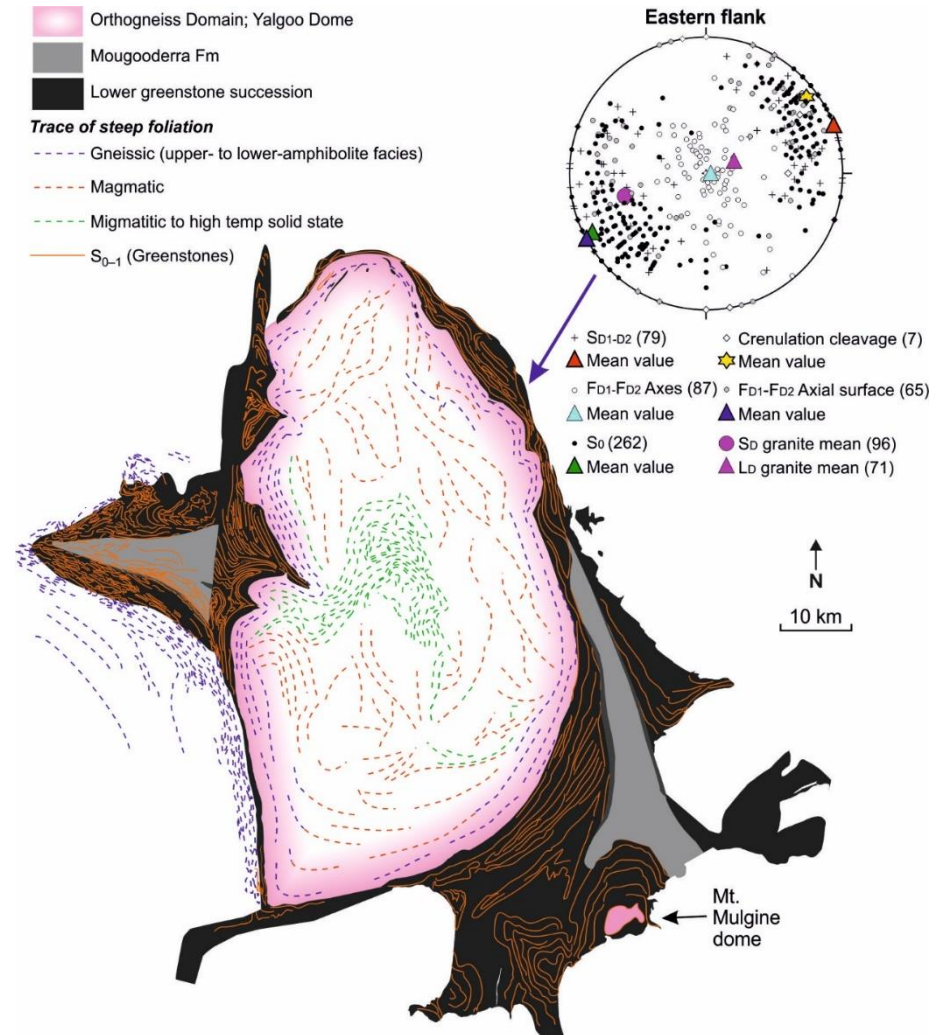 Orthogneiss Domain; Yalgoo Dome
Mougooderra Fm
Lower greenstone succession
Trace of steep foliation
Gneissic (upper- to lower-amphibolite facies)
Magmatic
Migmatitic to high temp solid state
S0–1 (Greenstones)
Eastern flank
SD1-D2 (79)
Crenulation cleavage (7)
Mean value
Mean value
FD1-FD2 Axes (87)
FD1-FD2 Axial surface (65)
Mean value
Mean value
S0 (262)
SD granite mean (96)
Mean value
LD granite mean (71)
N
10 km
Mt.
Mulgine
dome